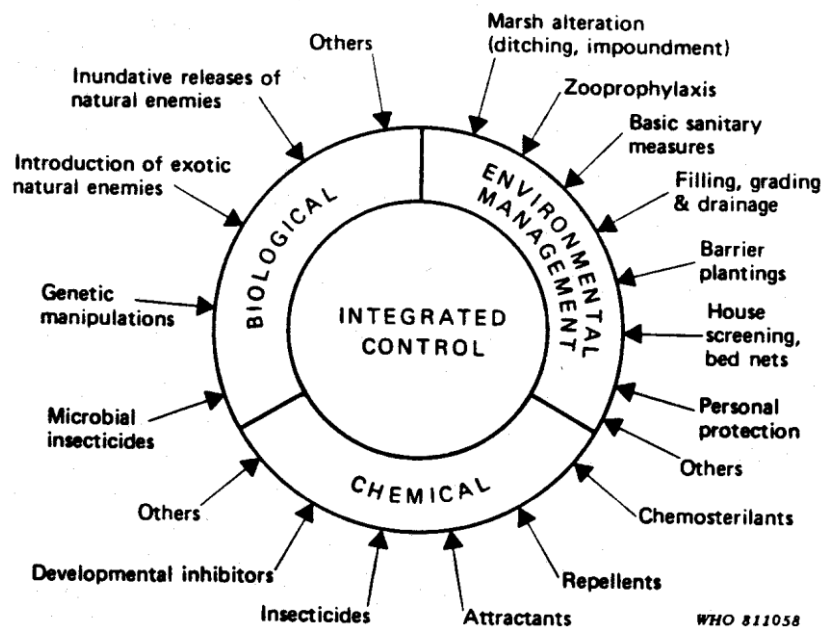 Others
Marsh alteration
(ditching, impoundment)
Inundative releases of
natural enemies
Zooprophylaxis
Basic sanitary
measures
Introduction of exotic
natural enemies
Filling, grading
& drainage
Barrier
plantings
Genetic
manipulations
House
screening,
bed nets
Microbial
insecticides
Personal
protection
Others
Others
Chemosterilants
Developmental inhibitors
Repellents
Insecticides
Attractants
BIOLOGICAL
ENVIRONMENTAL
MANAGEMENT
INTEGRATED
CONTROL
CHEMICAL
WHO 811058